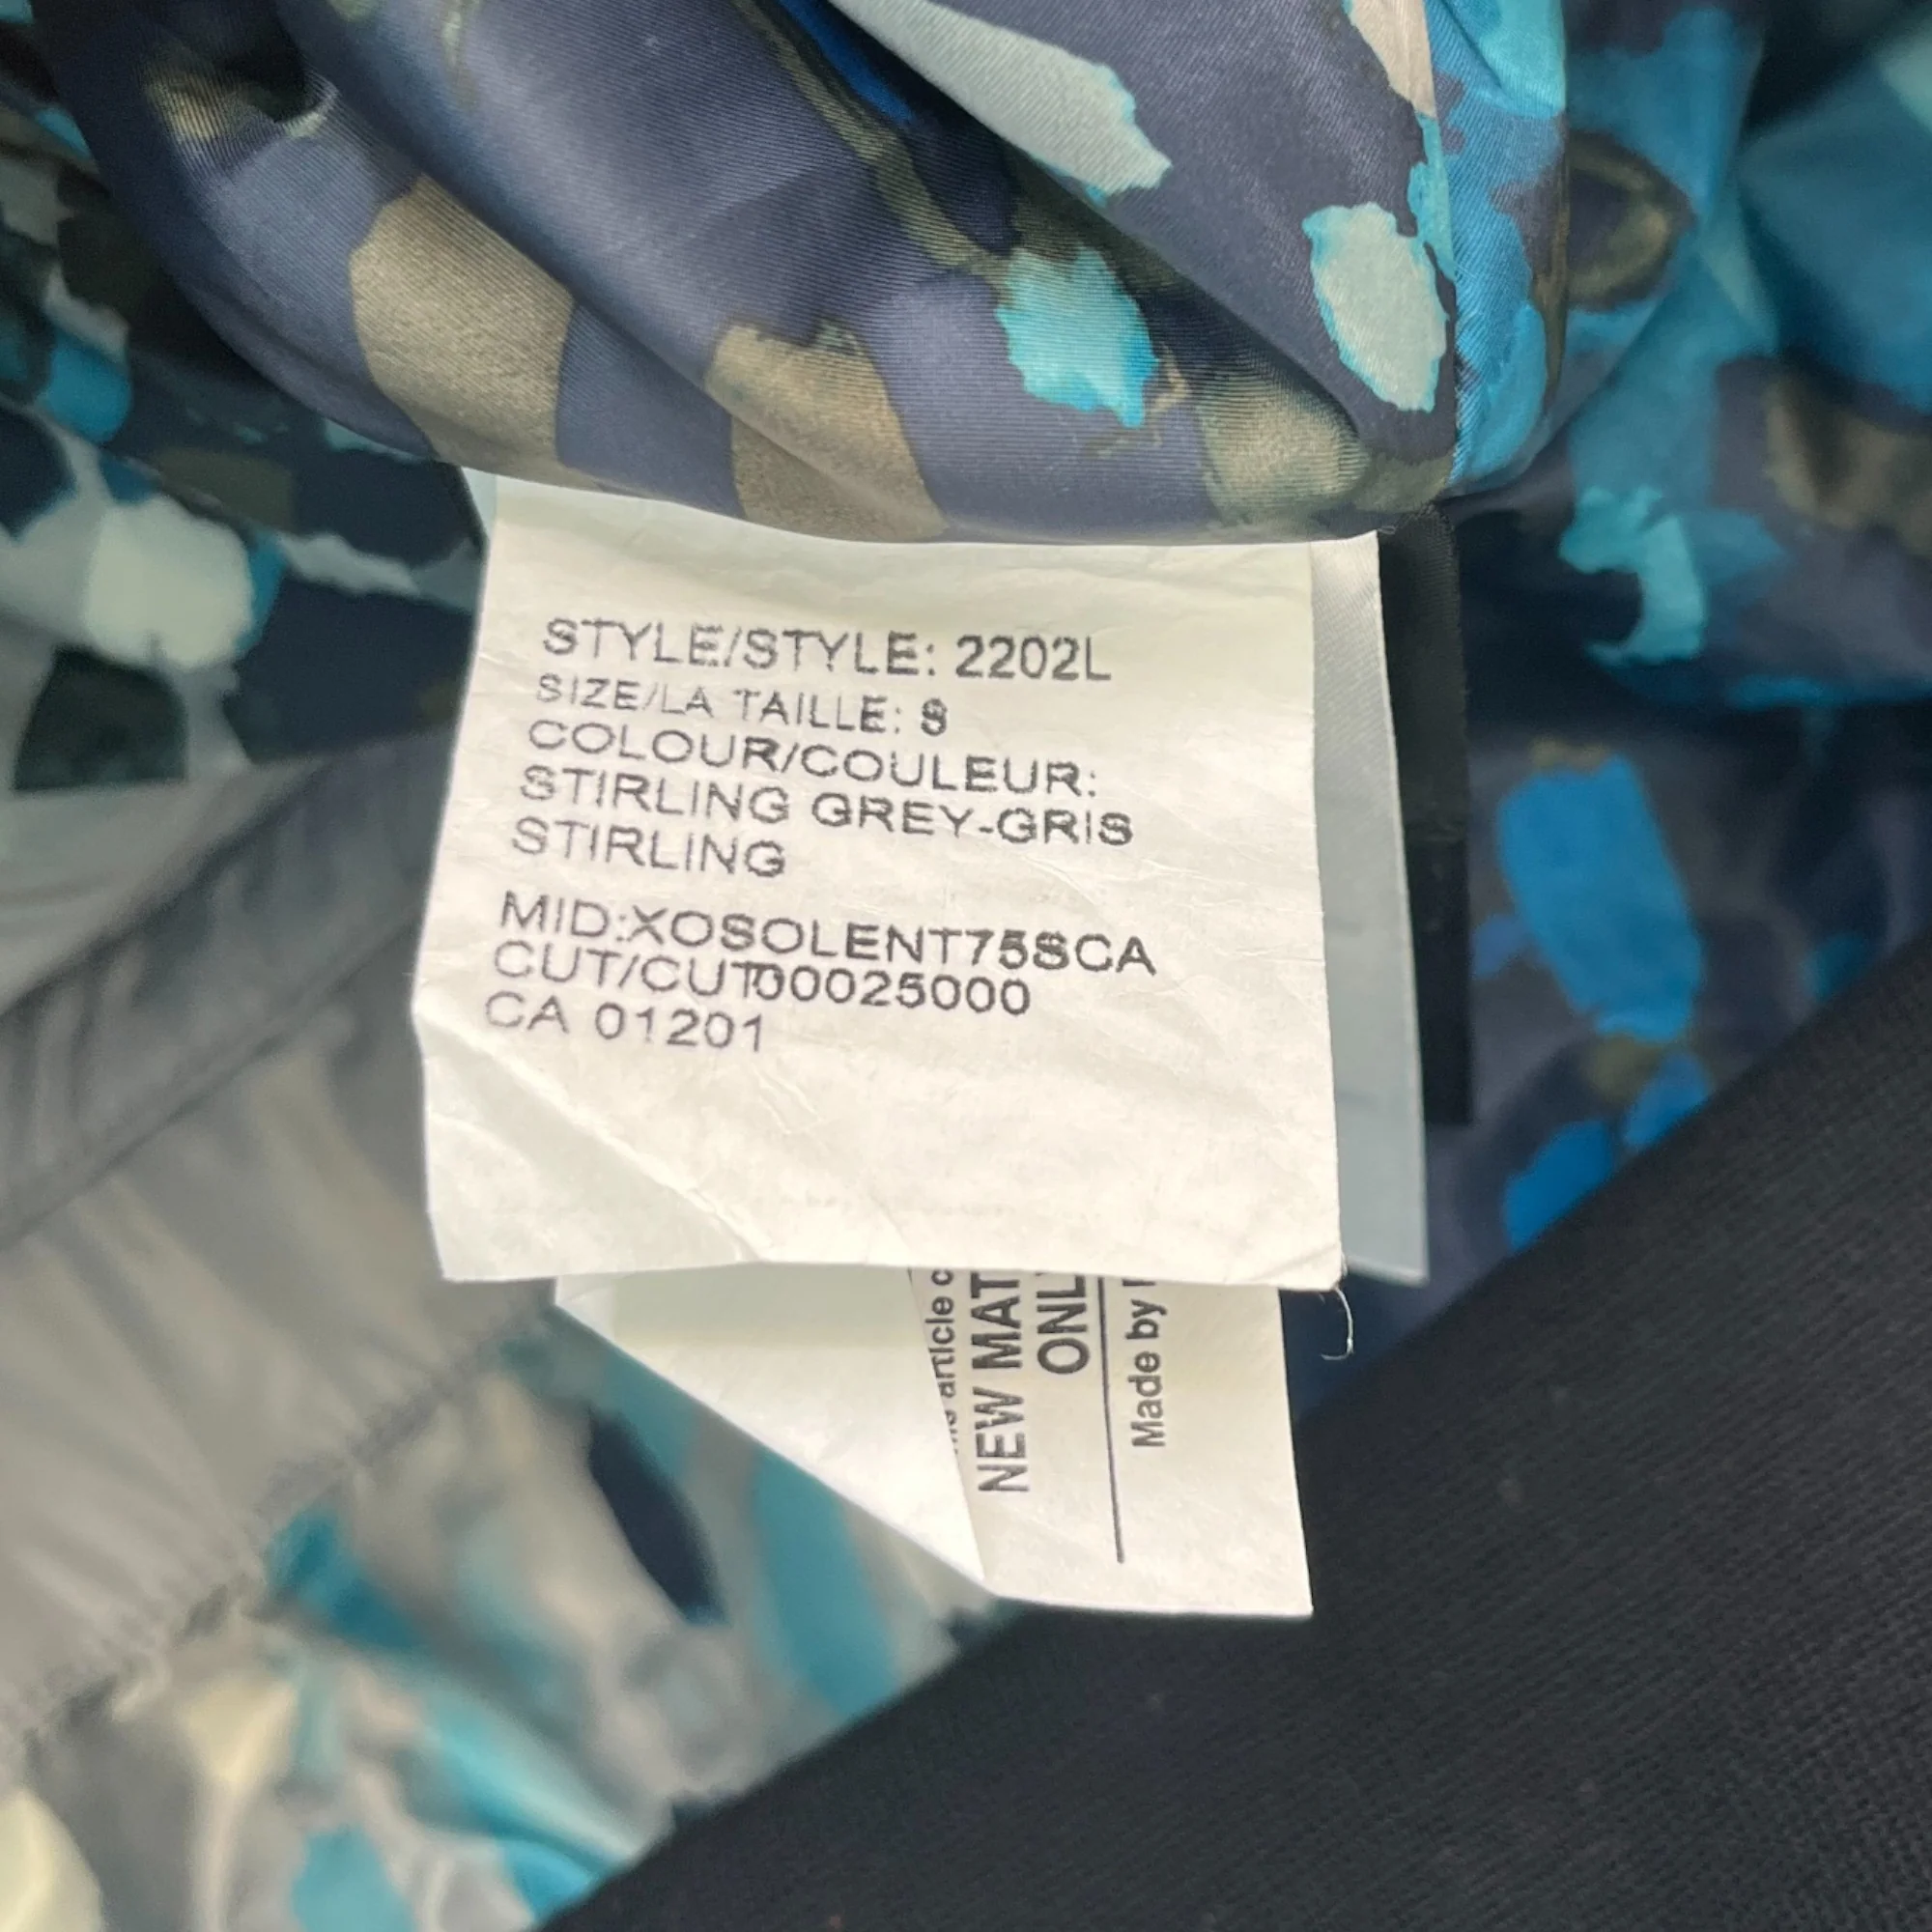 STYLE/STYLE: 2202L
SIZE/LA TAILLE: S
COLOUR/COULEUR:
STIRLING GREY-GRIS
STIRLING
MID:XOSOLENT75SCA
CUT/CUT00025000
CA 01201
article
NEW MAT
ONL
Made by